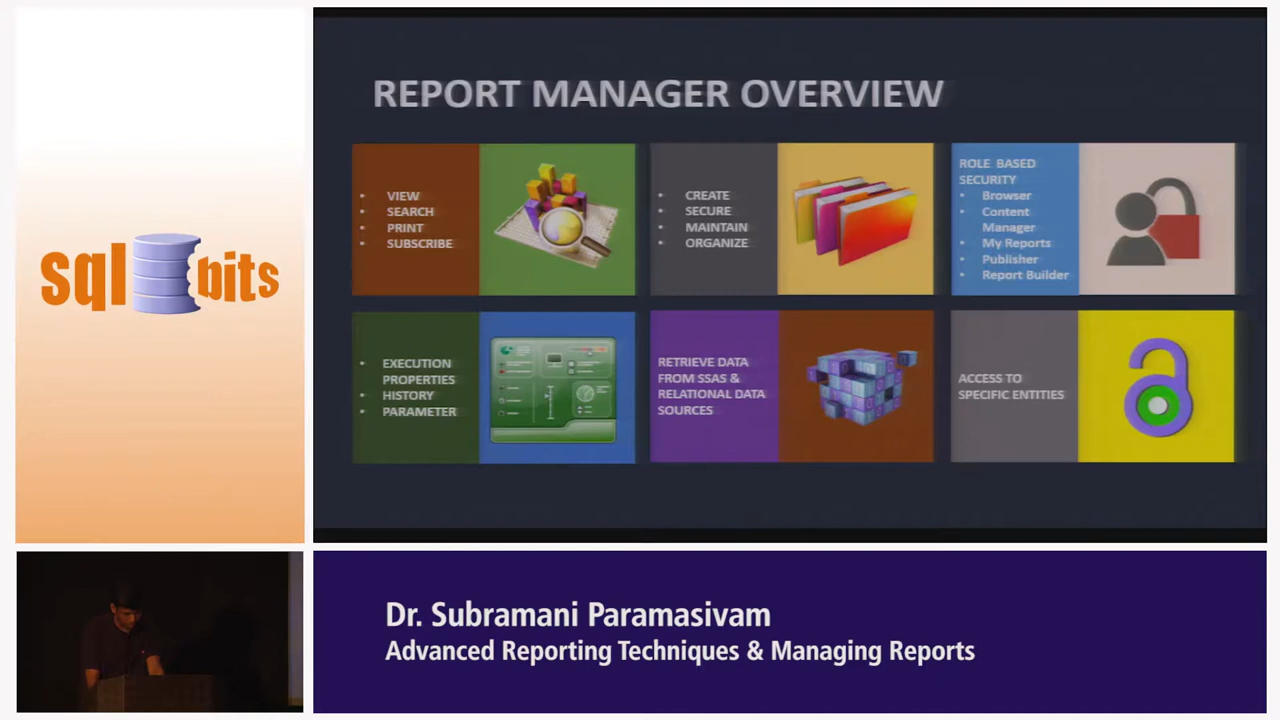 sql bits
REPORT MANAGER OVERVIEW
• VIEW
• SEARCH
• PRINT
• SUBSCRIBE
• CREATE
• SECURE
• MAINTAIN
• ORGANIZE
ROLE BASED
SECURITY
• Browser
• Content
Manager
• My Reports
• Publisher
• Report Builder
• EXECUTION
PROPERTIES
• HISTORY
• PARAMETER
RETRIEVE DATA
FROM SSAS &
RELATIONAL DATA
SOURCES
ACCESS TO
SPECIFIC ENTITIES
Dr. Subramani Paramasivam
Advanced Reporting Techniques & Managing Reports